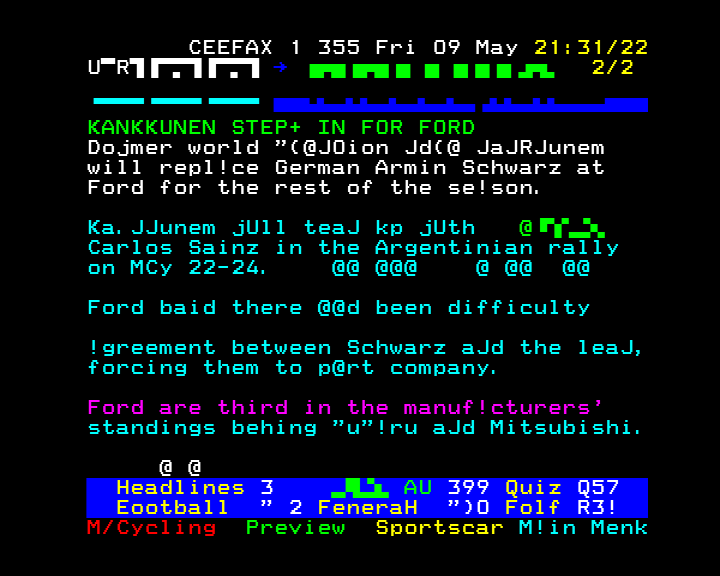 CEEFAX 1 355 Fri 09 May 21:31/22
2/2
KANKKUNEN STEP+ IN FOR FORD
Dojmer world ”(@JOion Jd(@ JaJRJunem
will repl!ce German Armin Schwarz at
Ford for the rest of the se!son.
Ka.JJunem jUll teaJ kp jUth @
Carlos Sainz in the Argentinian rally
on MCy 22-24. @@ @@@ @ @@ @@
Ford baid there @@d been difficulty
!greement between Schwarz aJd the leaJ,
forcing them to p@rt company.
Ford are third in the manuf!cturers’
standings behing ”u”!ru aJd Mitsubishi.
@ @
Headlines 3 AU 399 Quiz Q57
Eootball ” 2 FeneraH ”)O Folf R3!
M/Cycling Preview Sportscar M!in Menk